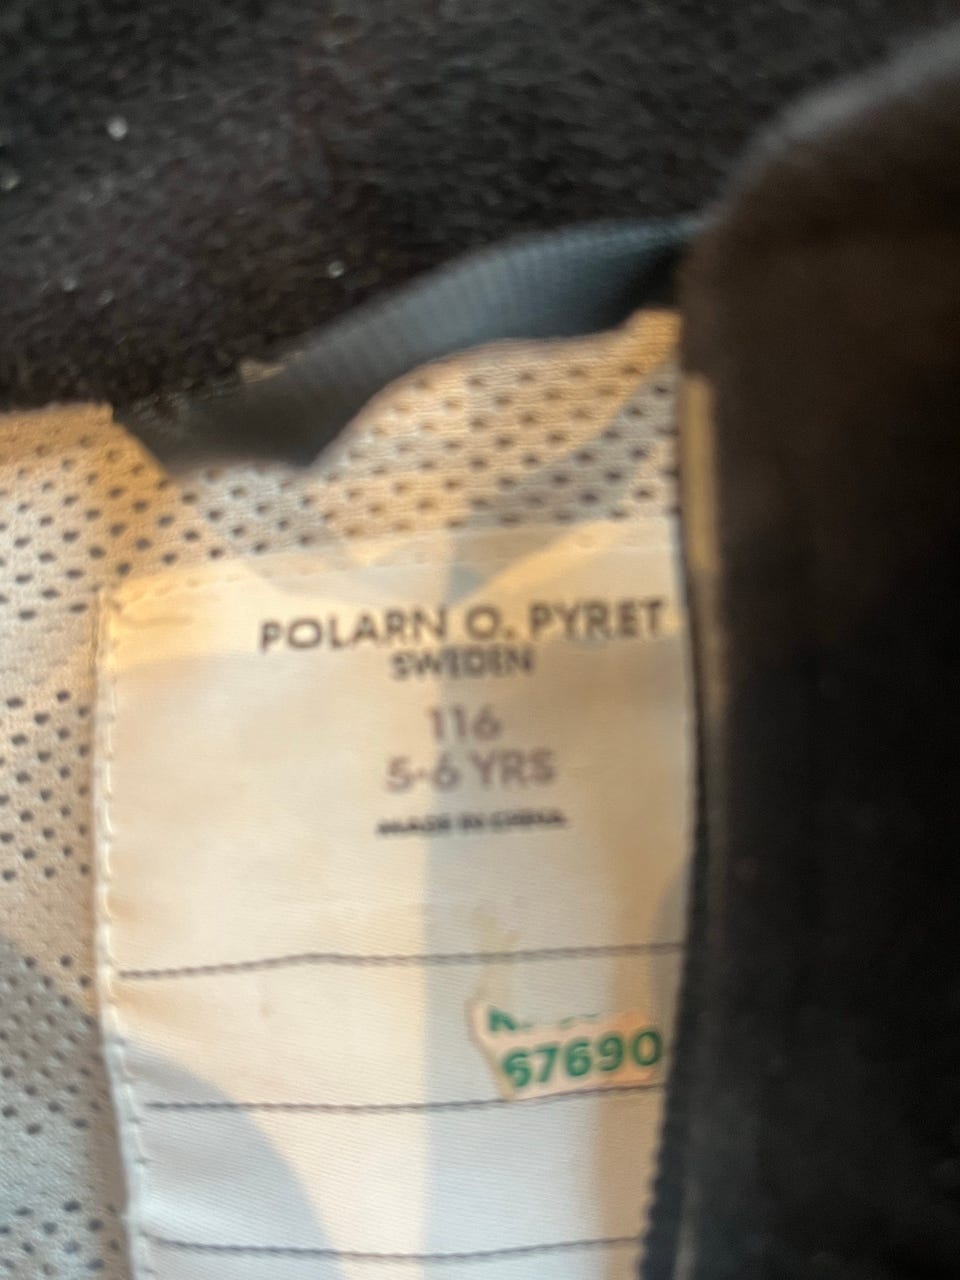 POLARN O. PYRET
SWEDEN
116
5-6 YRS
MADE IN CHINA
67690